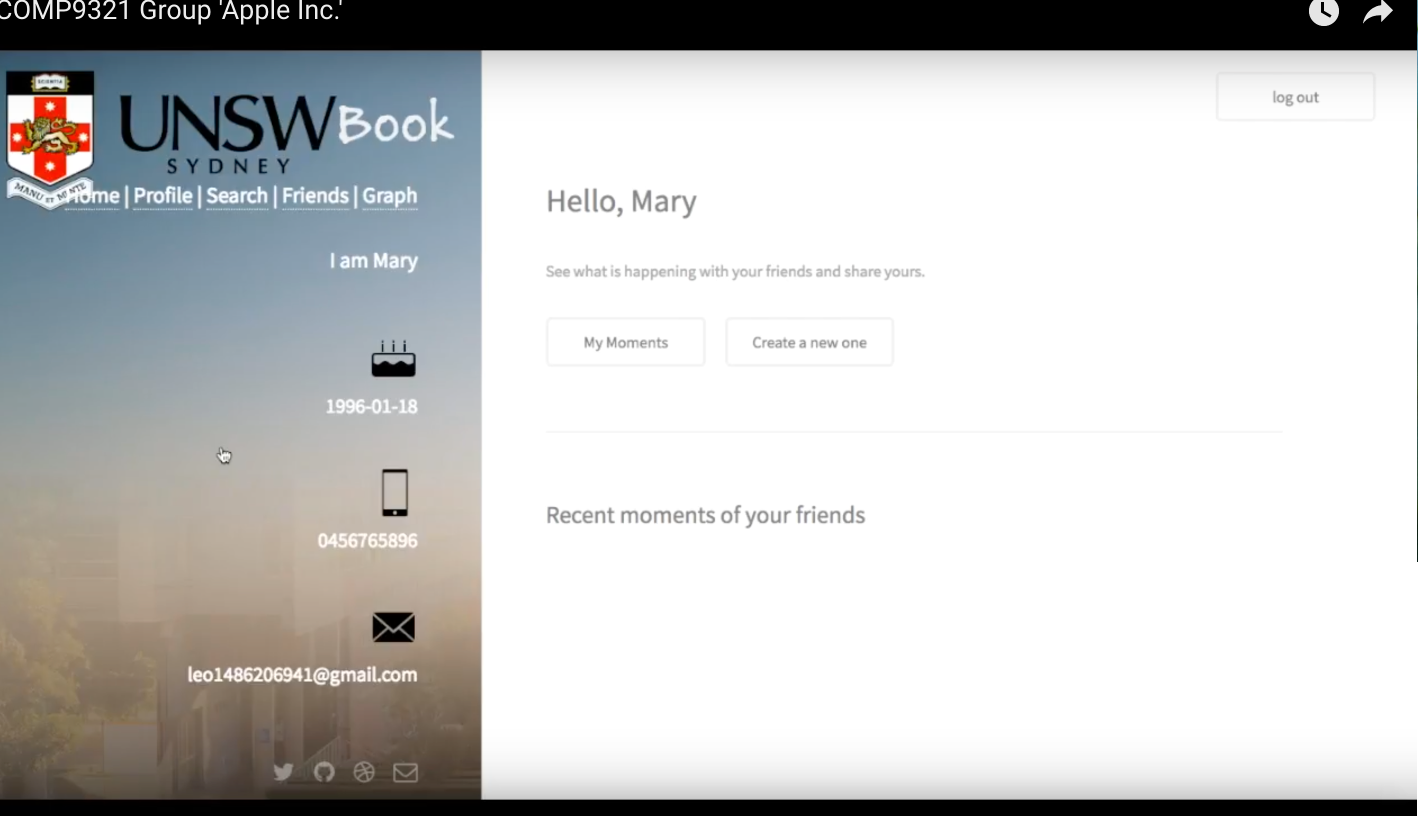 COMP9321 Group 'Apple Inc.'
SCIENTIA
MANU ET MENTE
UNSW Book
SYDNEY
Home | Profile | Search | Friends | Graph
I am Mary
1996-01-18
0456765896
leo1486206941@gmail.com
log out
Hello, Mary
See what is happening with your friends and share yours.
My Moments
Create a new one
Recent moments of your friends